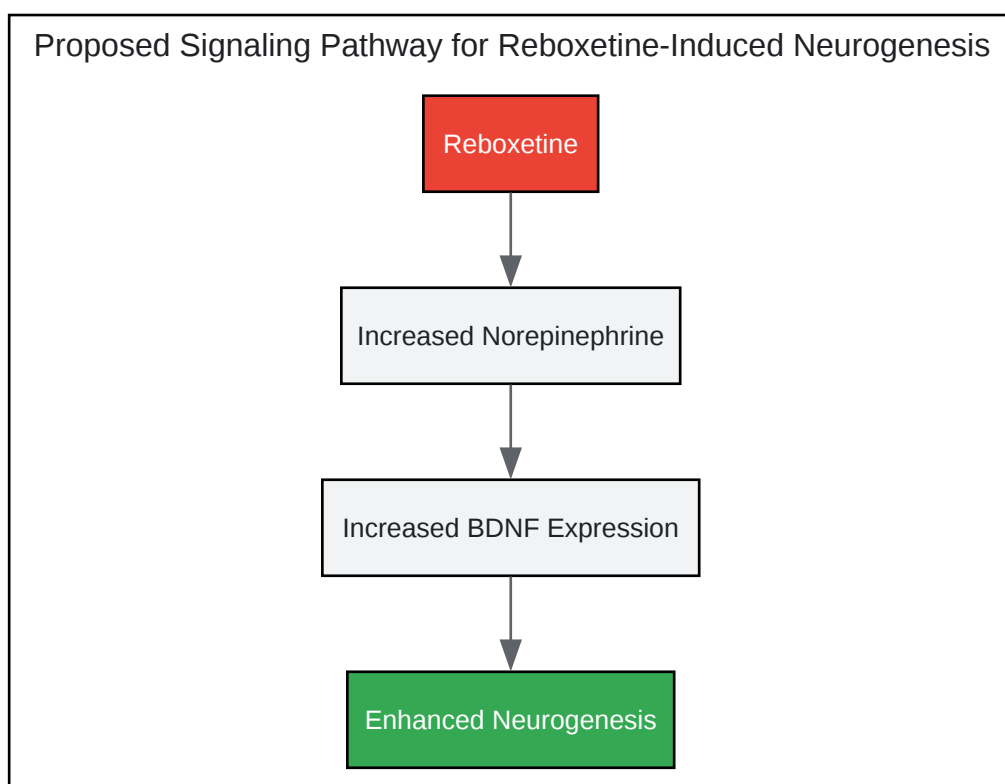 Proposed Signaling Pathway for Reboxetine-Induced Neurogenesis
Reboxetine
Increased Norepinephrine
Increased BDNF Expression
Enhanced Neurogenesis